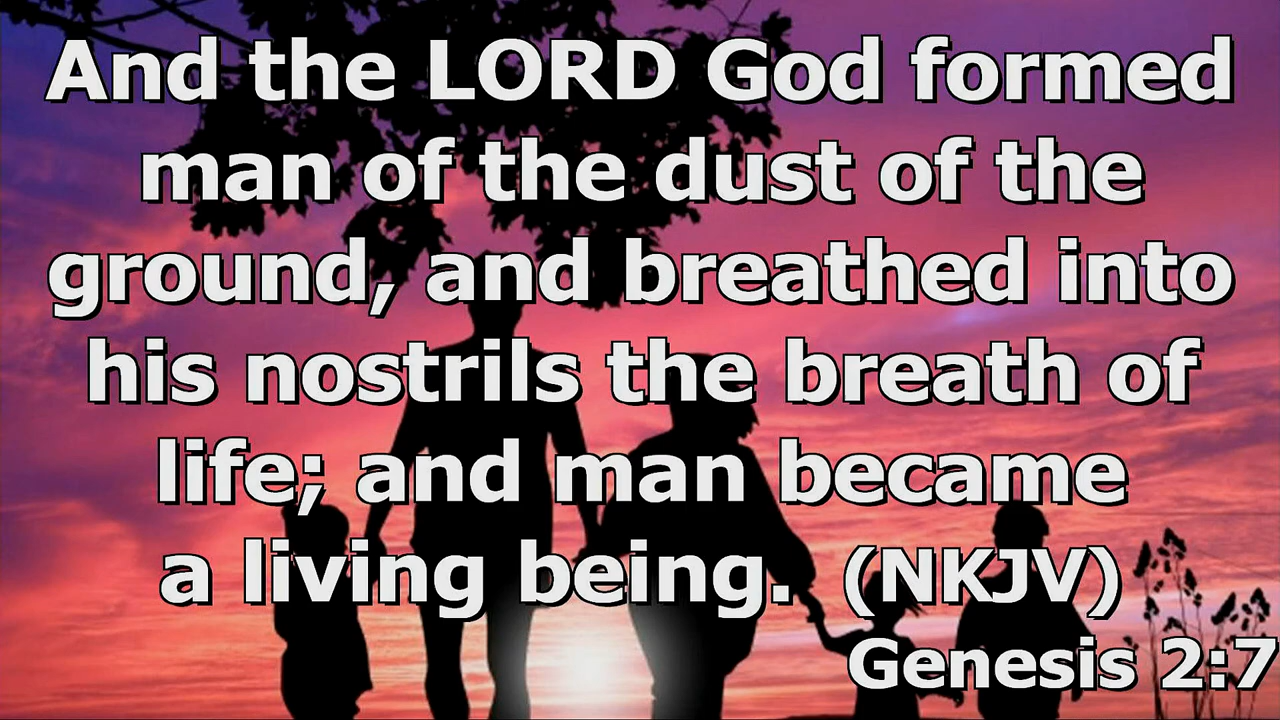 And the LORD God formed
man of the dust of the
ground, and breathed into
his nostrils the breath of
life; and man became
a living being. (NKJV)
Genesis 2:7